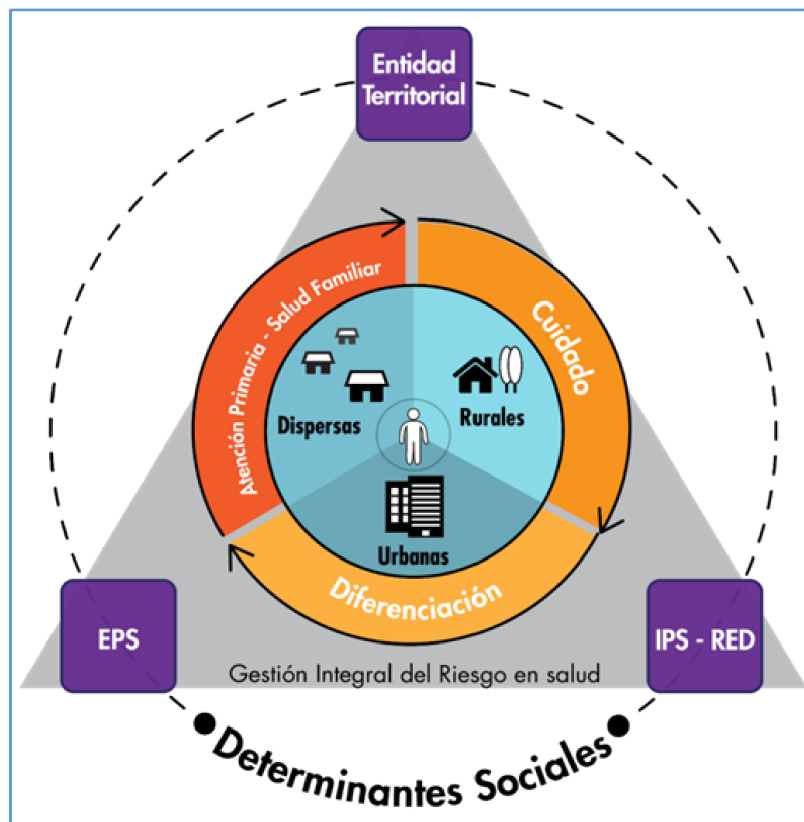 Entidad
Territorial
Atención Primaria - Salud Familiar
Cuidado
Dispersas
Rurales
Urbanas
Diferenciación
EPS
IPS - RED
Gestión Integral del Riesgo en salud
Determinantes Sociales